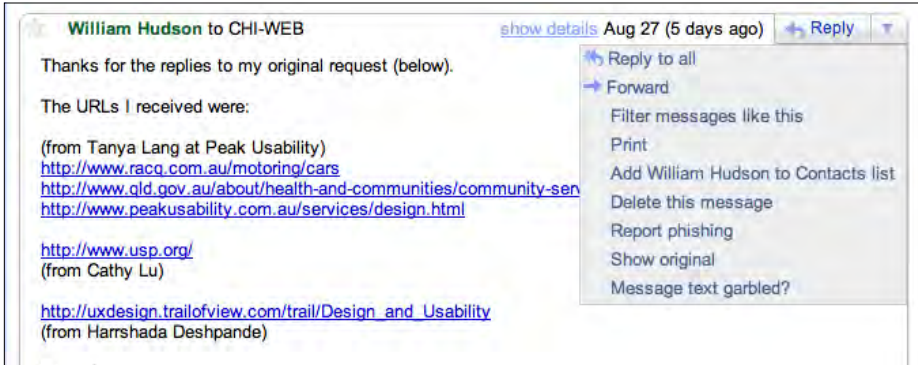 William Hudson to CHI-WEB show details Aug 27 (5 days ago) Reply
Thanks for the replies to my original request (below).
The URLs I received were:
(from Tanya Lang at Peak Usability)
http://www.racq.com.au/motoring/cars
http://www.qld.gov.au/about/health-and-communities/community-serv
http://www.peakusability.com.au/services/design.html
http://www.usp.org/
(from Cathy Lu)
http://uxdesign.trailofview.com/trail/Design_and_Usability
(from Harrshada Deshpande)
Reply to all
Forward
Filter messages like this
Print
Add William Hudson to Contacts list
Delete this message
Report phishing
Show original
Message text garbled?